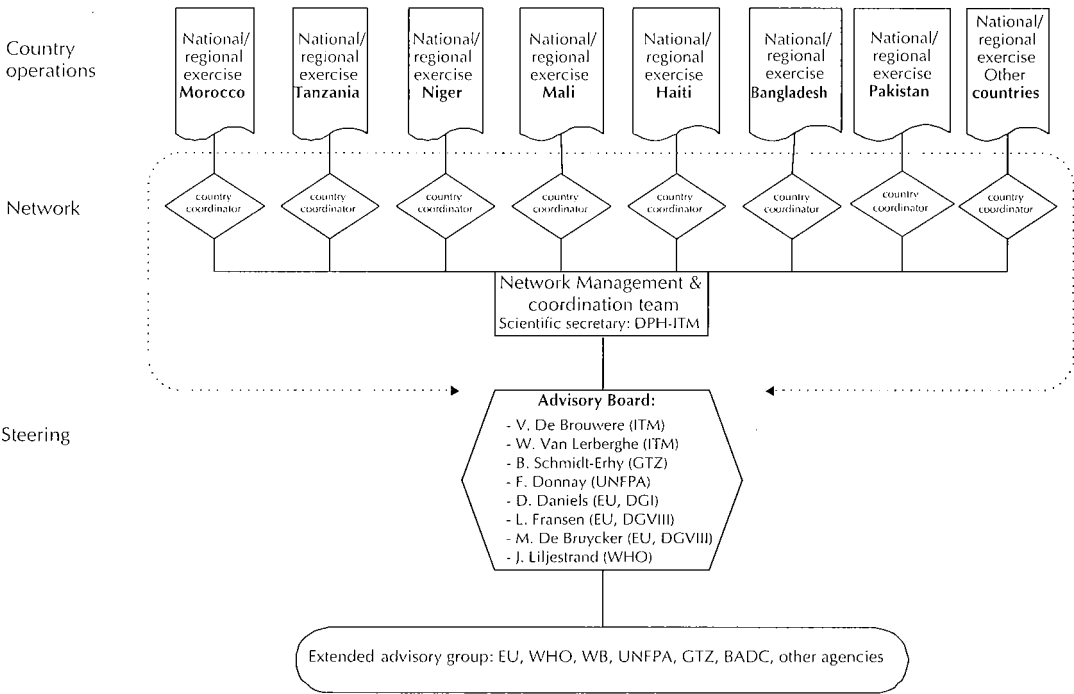 Country
operations
National/
regional
exercise
Morocco
National/
regional
exercise
Tanzania
National/
regional
exercise
Niger
National/
regional
exercise
Mali
National/
regional
exercise
Haiti
National/
regional
exercise
Bangladesh
National/
regional
exercise
Pakistan
National/
regional
exercise
Other
countries
Network
country
coordinator
country
coordinator
country
coordinator
country
coordinator
country
coordinator
country
coordinator
country
coordinator
country
coordinator
Network Management &
coordination team
Scientific secretary: DPH-ITM
Steering
Advisory Board:
- V. De Brouwere (ITM)
- W. Van Lerberghe (ITM)
- B. Schmidt-Erhy (GTZ)
- F. Donnay (UNFPA)
- D. Daniels (EU, DGI)
- L. Fransen (EU, DGVIII)
- M. De Bruycker (EU, DGVIII)
- J. Liljestrand (WHO)
Extended advisory group: EU, WHO, WB, UNFPA, GTZ, BADC, other agencies